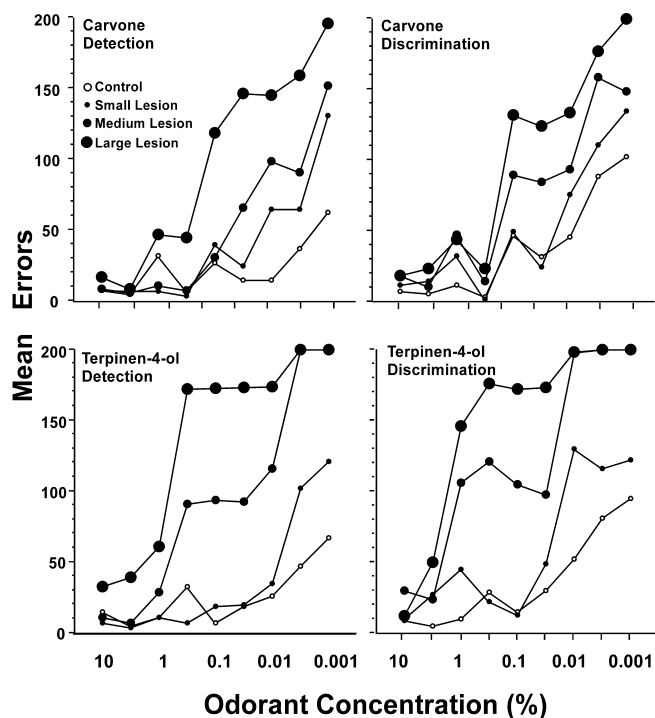 Carvone
Detection
Control
Small Lesion
Medium Lesion
Large Lesion
200
150
100
50
0
Carvone
Discrimination
Mean Errors
Terpinen-4-ol
Detection
200
150
100
50
0
10
1
0.1
0.01
0.001
Terpinen-4-ol
Discrimination
10
1
0.1
0.01
0.001
Odorant Concentration (%)